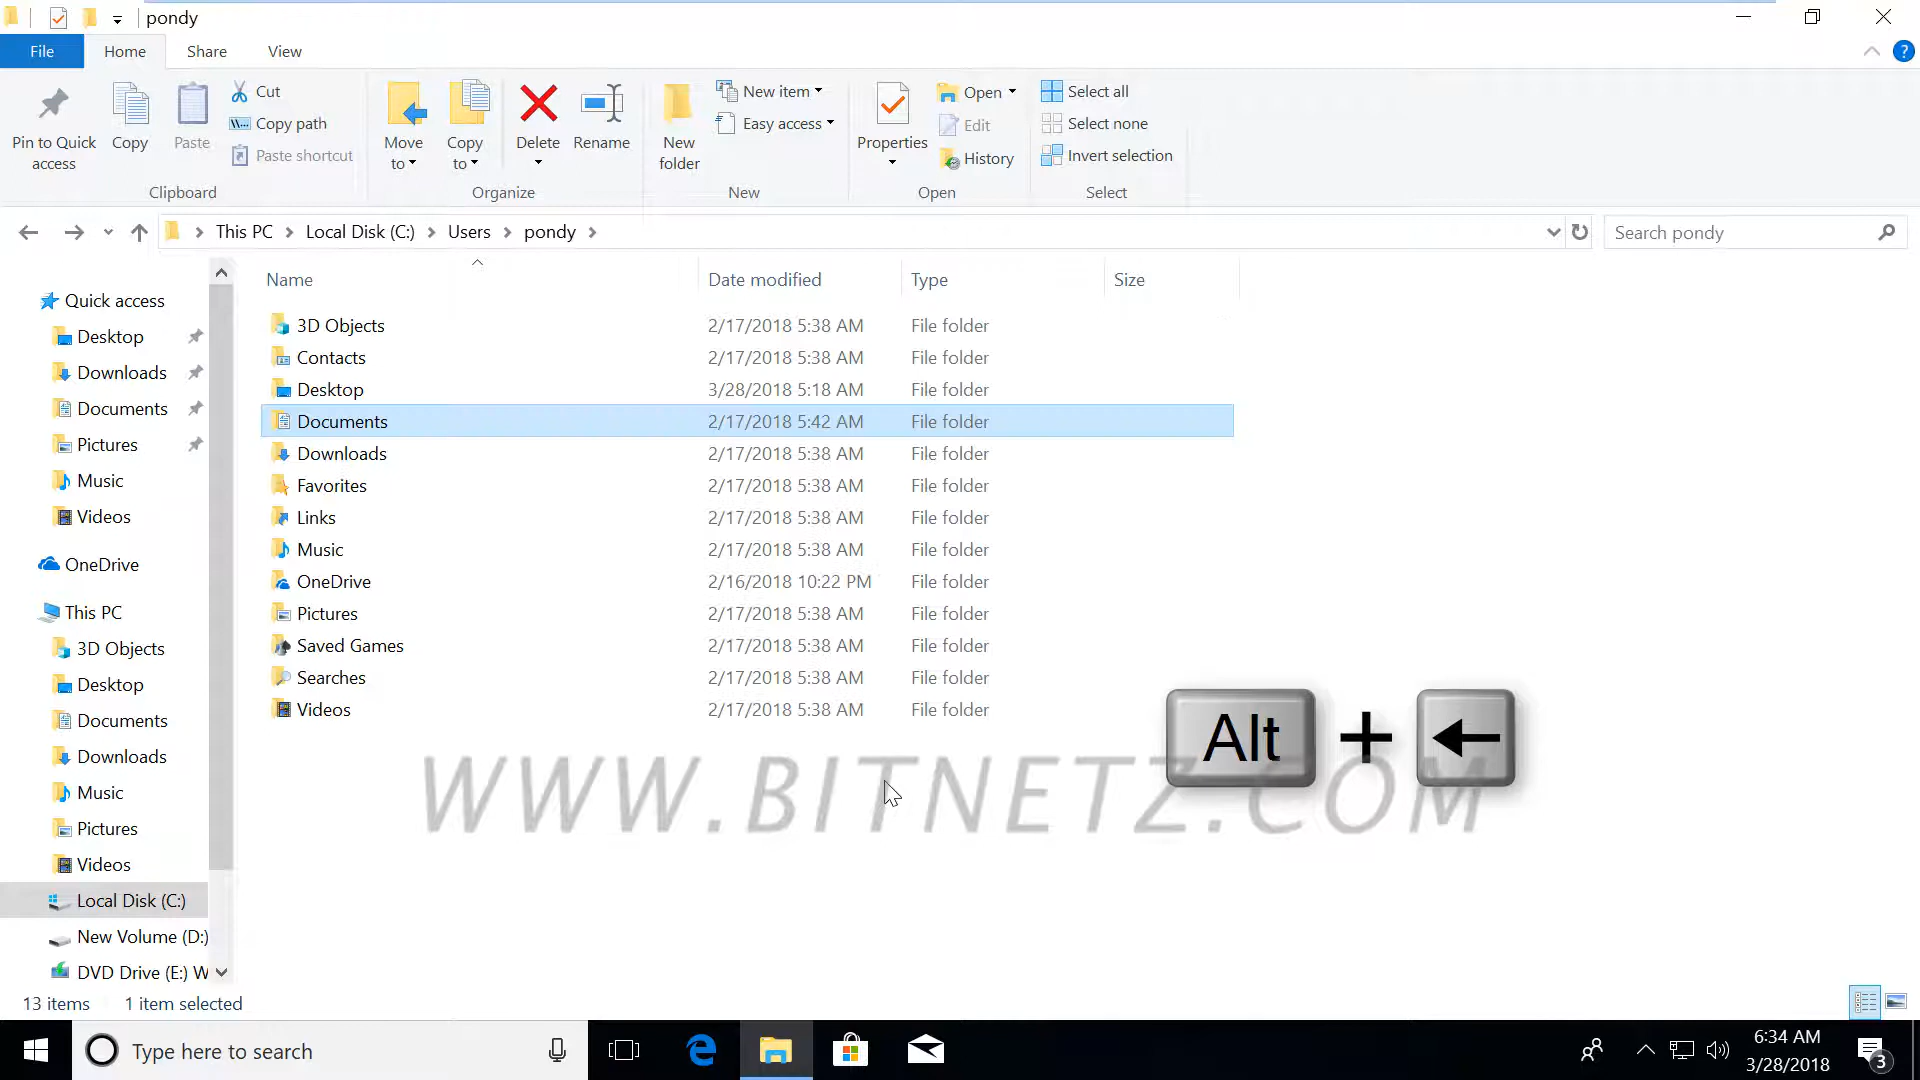 pondy
File Home Share View
Pin to Quick access
Copy
Paste
Cut
Copy path
Paste shortcut
Clipboard
Move to
Copy to
Delete
Rename
Organize
New folder
New item
Easy access
New
Properties
Open
Edit
History
Open
Select all
Select none
Invert selection
Select
This PC Local Disk (C:) Users pondy
Search pondy
Quick access
Desktop
Downloads
Documents
Pictures
Music
Videos
OneDrive
This PC
3D Objects
Desktop
Documents
Downloads
Music
Pictures
Videos
Local Disk (C:)
New Volume (D:)
DVD Drive (E:) W
Name Date modified Type Size
3D Objects 2/17/2018 5:38 AM File folder
Contacts 2/17/2018 5:38 AM File folder
Desktop 3/28/2018 5:18 AM File folder
Documents 2/17/2018 5:42 AM File folder
Downloads 2/17/2018 5:38 AM File folder
Favorites 2/17/2018 5:38 AM File folder
Links 2/17/2018 5:38 AM File folder
Music 2/17/2018 5:38 AM File folder
OneDrive 2/16/2018 10:22 PM File folder
Pictures 2/17/2018 5:38 AM File folder
Saved Games 2/17/2018 5:38 AM File folder
Searches 2/17/2018 5:38 AM File folder
Videos 2/17/2018 5:38 AM File folder
Alt + ←
WWW.BITNETZ.COM
13 items 1 item selected
Type here to search
6:34 AM
3/28/2018
3